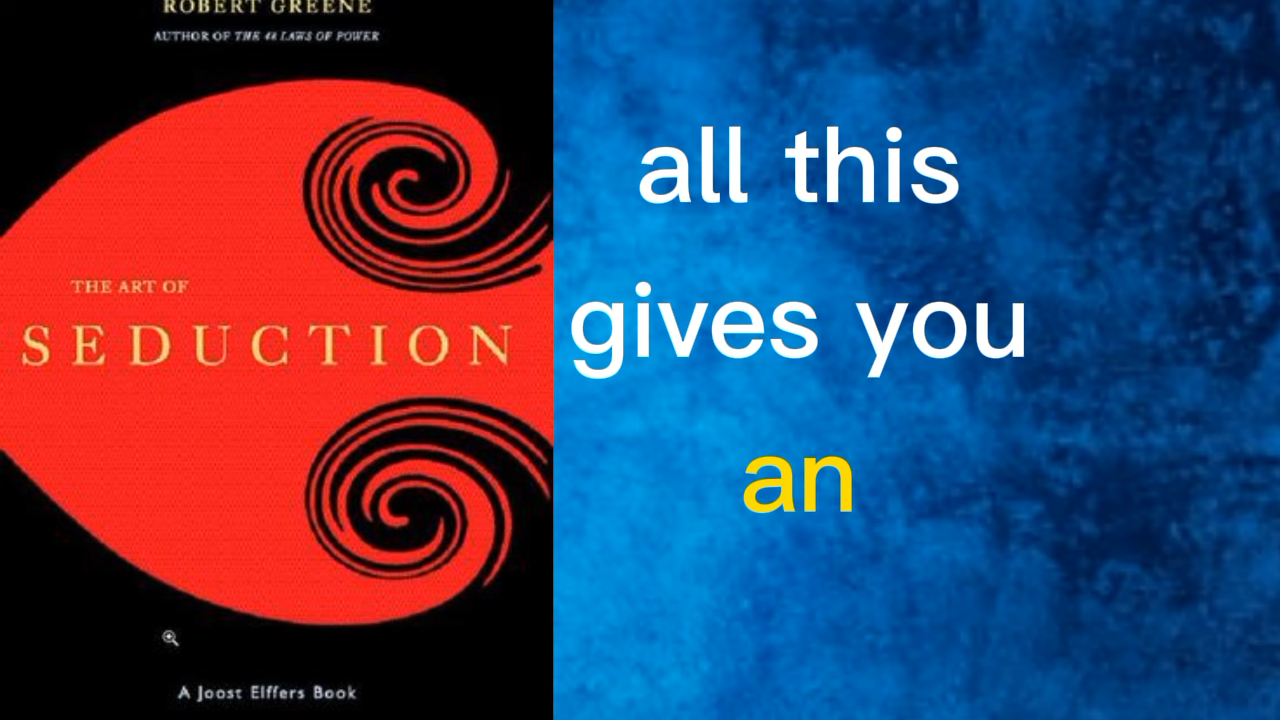 ROBERT GREENE
AUTHOR OF THE 48 LAWS OF POWER
THE ART OF
SEDUCTION
A Joost Elffers Book
all this
gives you
an